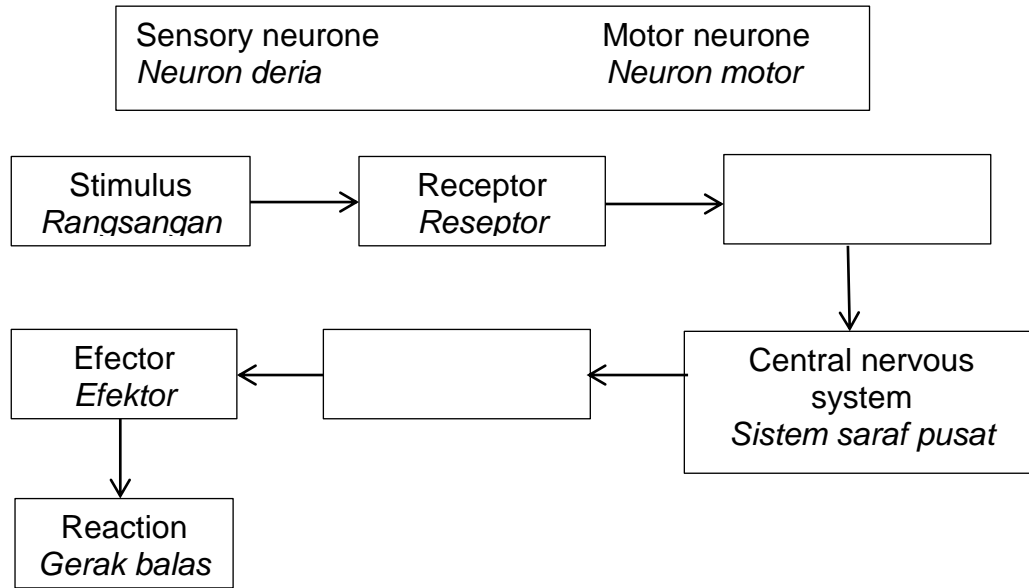 Sensory neurone Motor neurone
Neuron deria Neuron motor
Stimulus
Rangsangan
Receptor
Reseptor
Efector
Efektor
Central nervous
system
Sistem saraf pusat
Reaction
Gerak balas